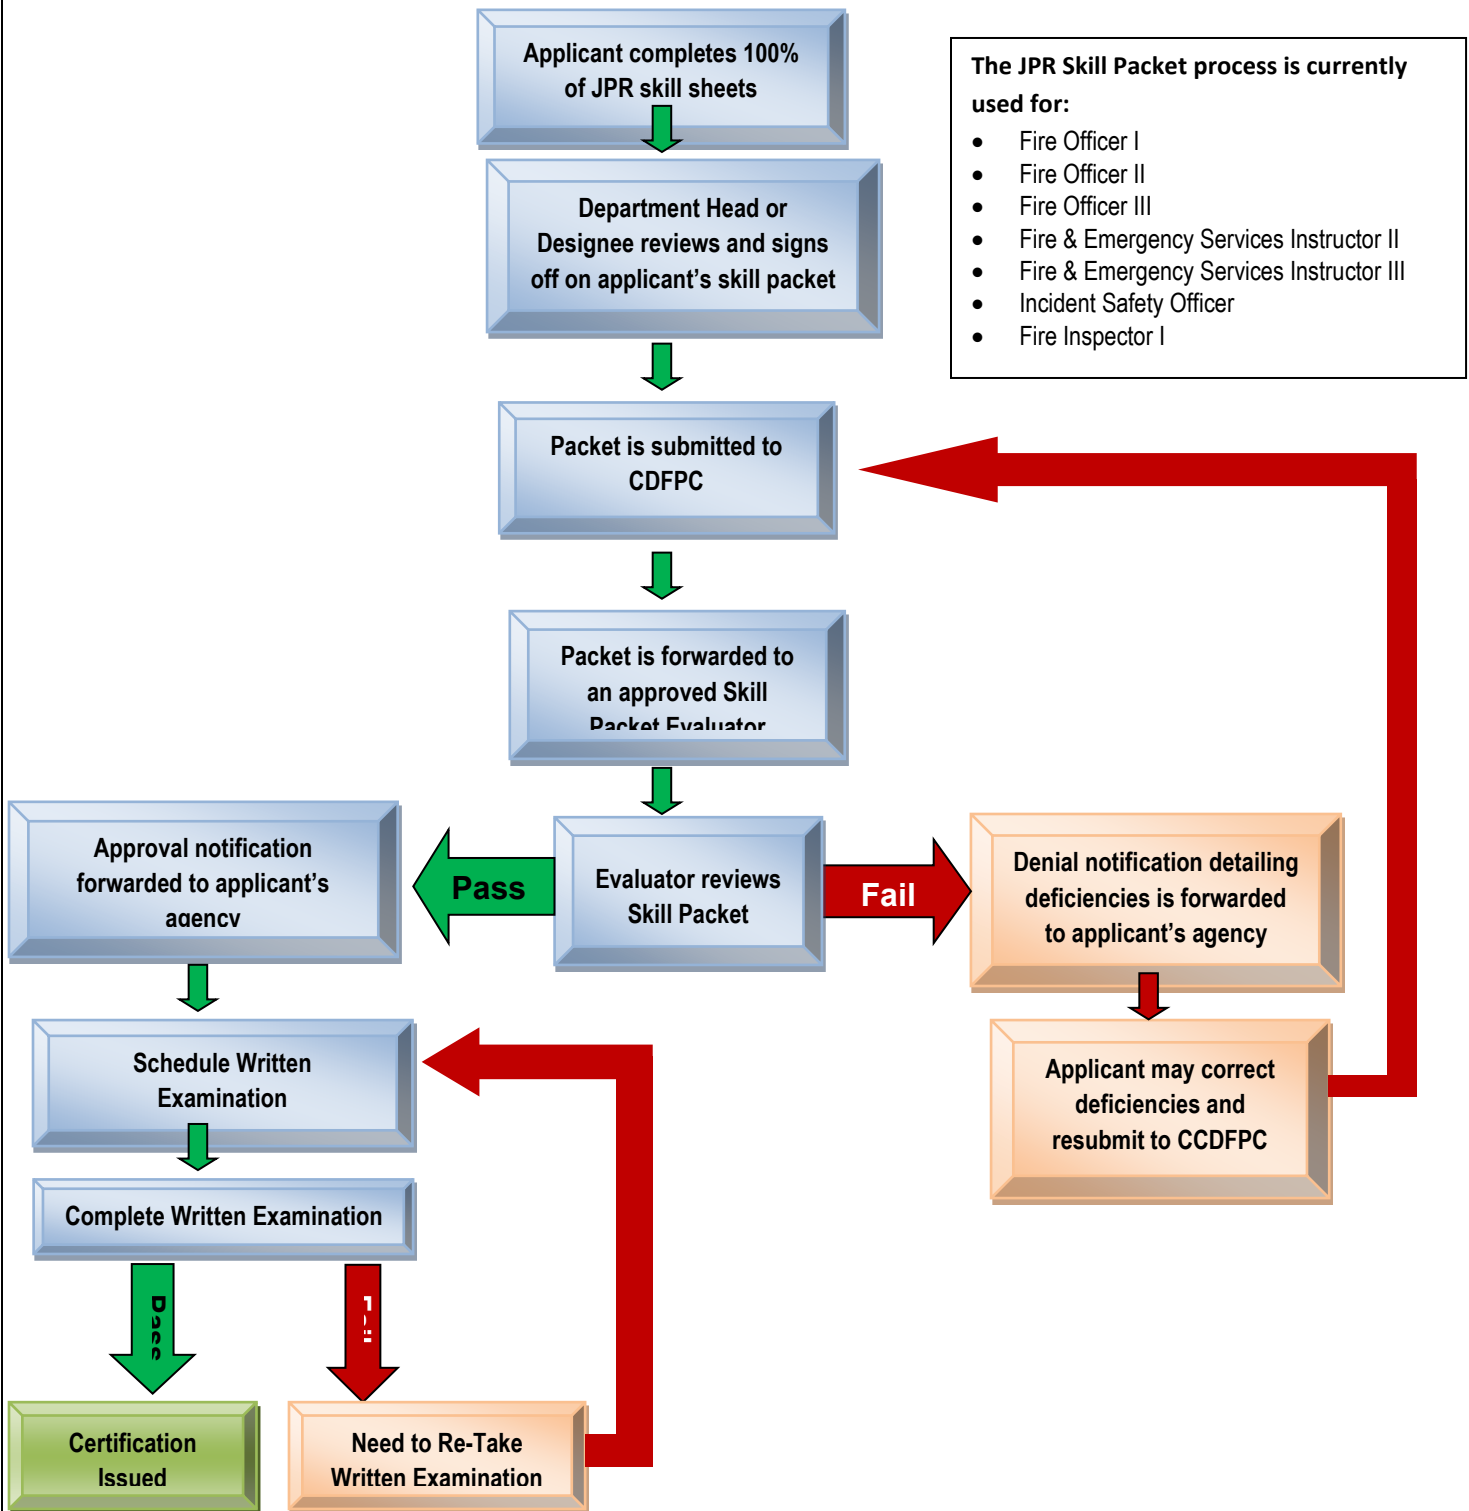 Applicant completes 100%
of JPR skill sheets
The JPR Skill Packet process is currently
used for:
• Fire Officer I
• Fire Officer II
• Fire Officer III
• Fire & Emergency Services Instructor II
• Fire & Emergency Services Instructor III
• Incident Safety Officer
• Fire Inspector I
Department Head or
Designee reviews and signs
off on applicant's skill packet
Packet is submitted to
CDFPC
Packet is forwarded to
an approved Skill
Packet Evaluator
Evaluator reviews
Skill Packet
Pass
Fail
Approval notification
forwarded to applicant's
agency
Denial notification detailing
deficiencies is forwarded
to applicant's agency
Schedule Written
Examination
Applicant may correct
deficiencies and
resubmit to CCDFPC
Complete Written Examination
Pass
Fail
Certification
Issued
Need to Re-Take
Written Examination